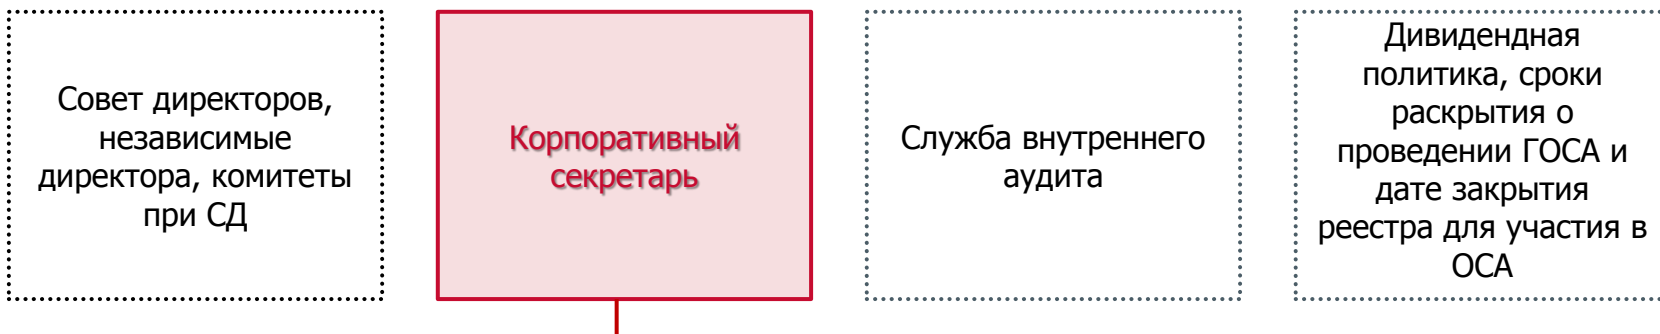 Совет директоров,
независимые
директора, комитеты
при СД
Корпоративный
секретарь
Служба внутреннего
аудита
Дивидендная
политика, сроки
раскрытия о
проведении ГОСА и
дате закрытия
реестра для участия в
ОСА